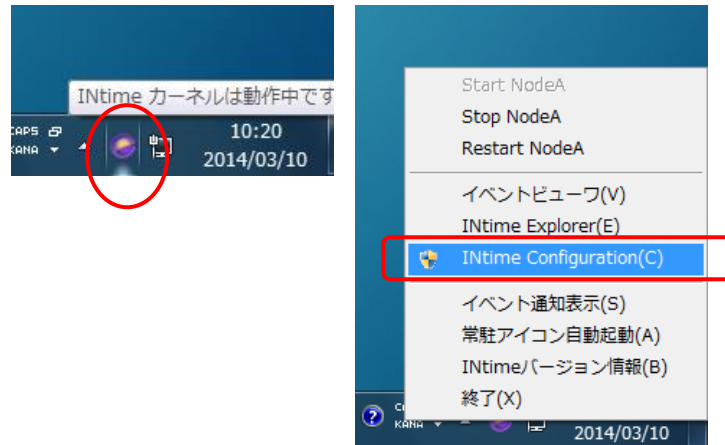 INtime カーネルは動作中です
CAPS
KANA
10:20
2014/03/10
Start NodeA
Stop NodeA
Restart NodeA
イベントビューワ(V)
INtime Explorer(E)
INtime Configuration(C)
イベント通知表示(S)
常駐アイコン自動起動(A)
INtimeバージョン情報(B)
終了(X)
KANA
2014/03/10